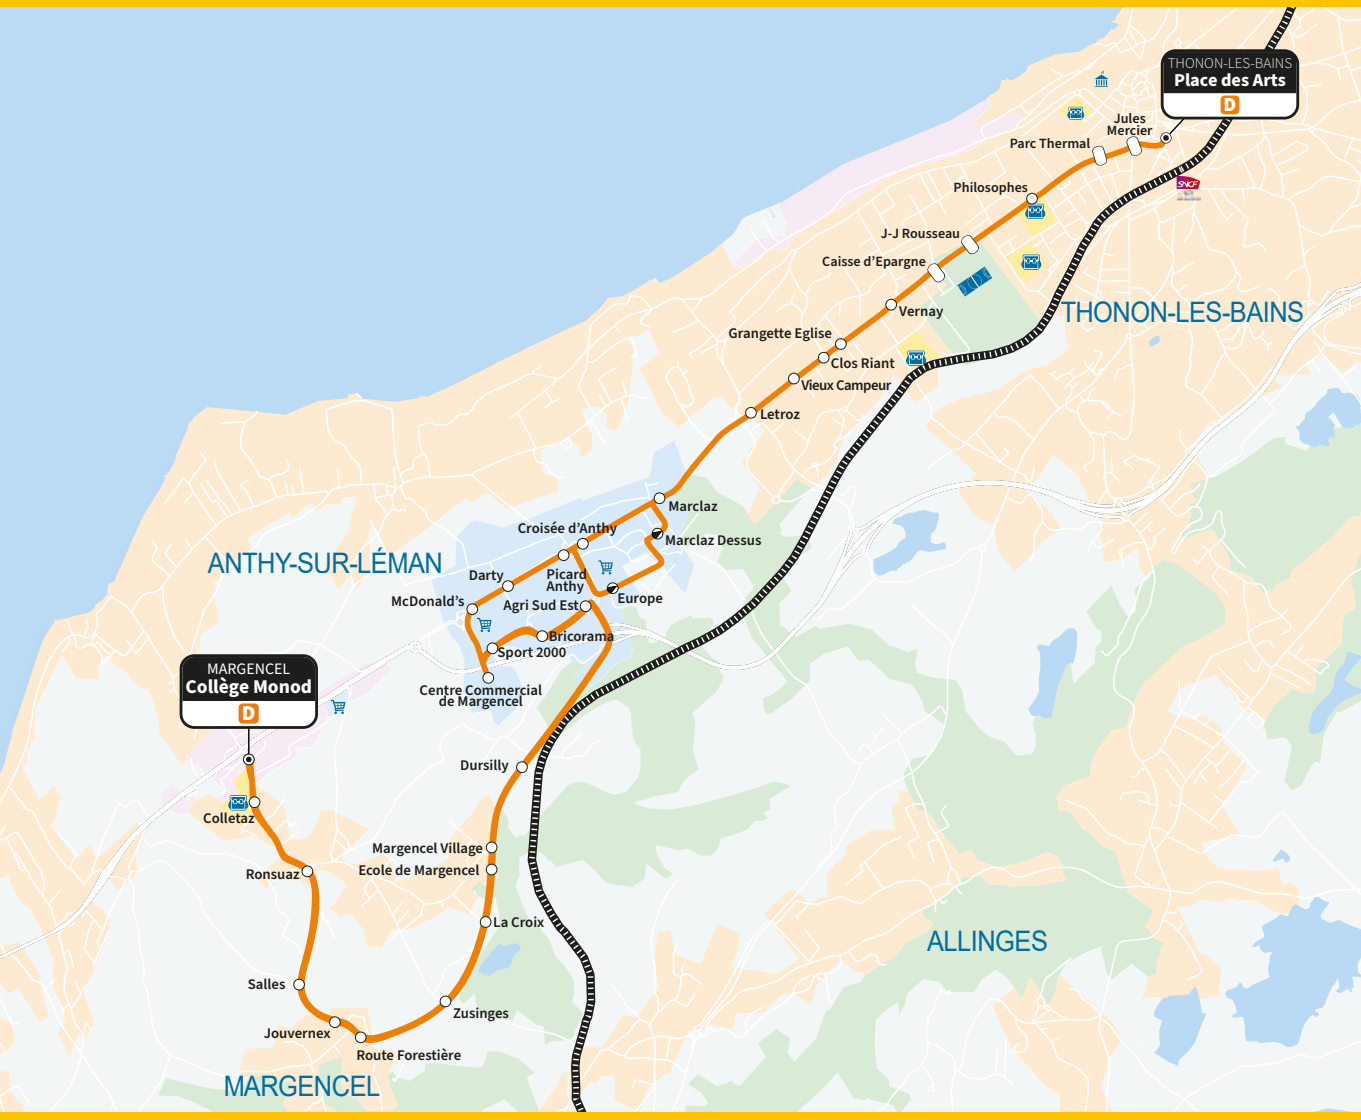 THONON-LES-BAINS
Place des Arts
D
Jules
Mercier
Parc Thermal
SNCF
Philosophes
J-J Rousseau
Caisse d'Epargne
THONON-LES-BAINS
Vernay
Grangette Eglise
Clos Riant
Vieux Campeur
Letroz
Marclaz
Croisée d'Anthy
Marclaz Dessus
ANTHY-SUR-LÉMAN
Darty
Picard
Anthy
McDonald's
Agri Sud Est
Europe
Bricorama
Sport 2000
MARGENCEL
Collège Monod
D
Centre Commercial
de Margencel
Dursilly
Colletaz
Margencel Village
Ecole de Margencel
Ronsuaz
La Croix
ALLINGES
Salles
Zusinges
Jouvernex
Route Forestière
MARGENCEL